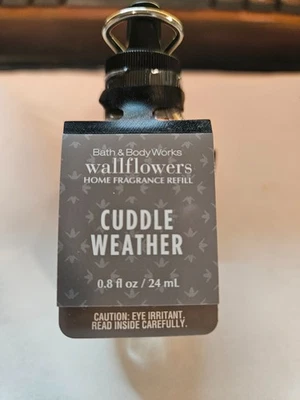 Bath & Body Works
wallflowers
HOME FRAGRANCE REFILL
CUDDLE
WEATHER
0.8 fl oz / 24 mL
CAUTION: EYE IRRITANT,
READ INSIDE CAREFULLY.